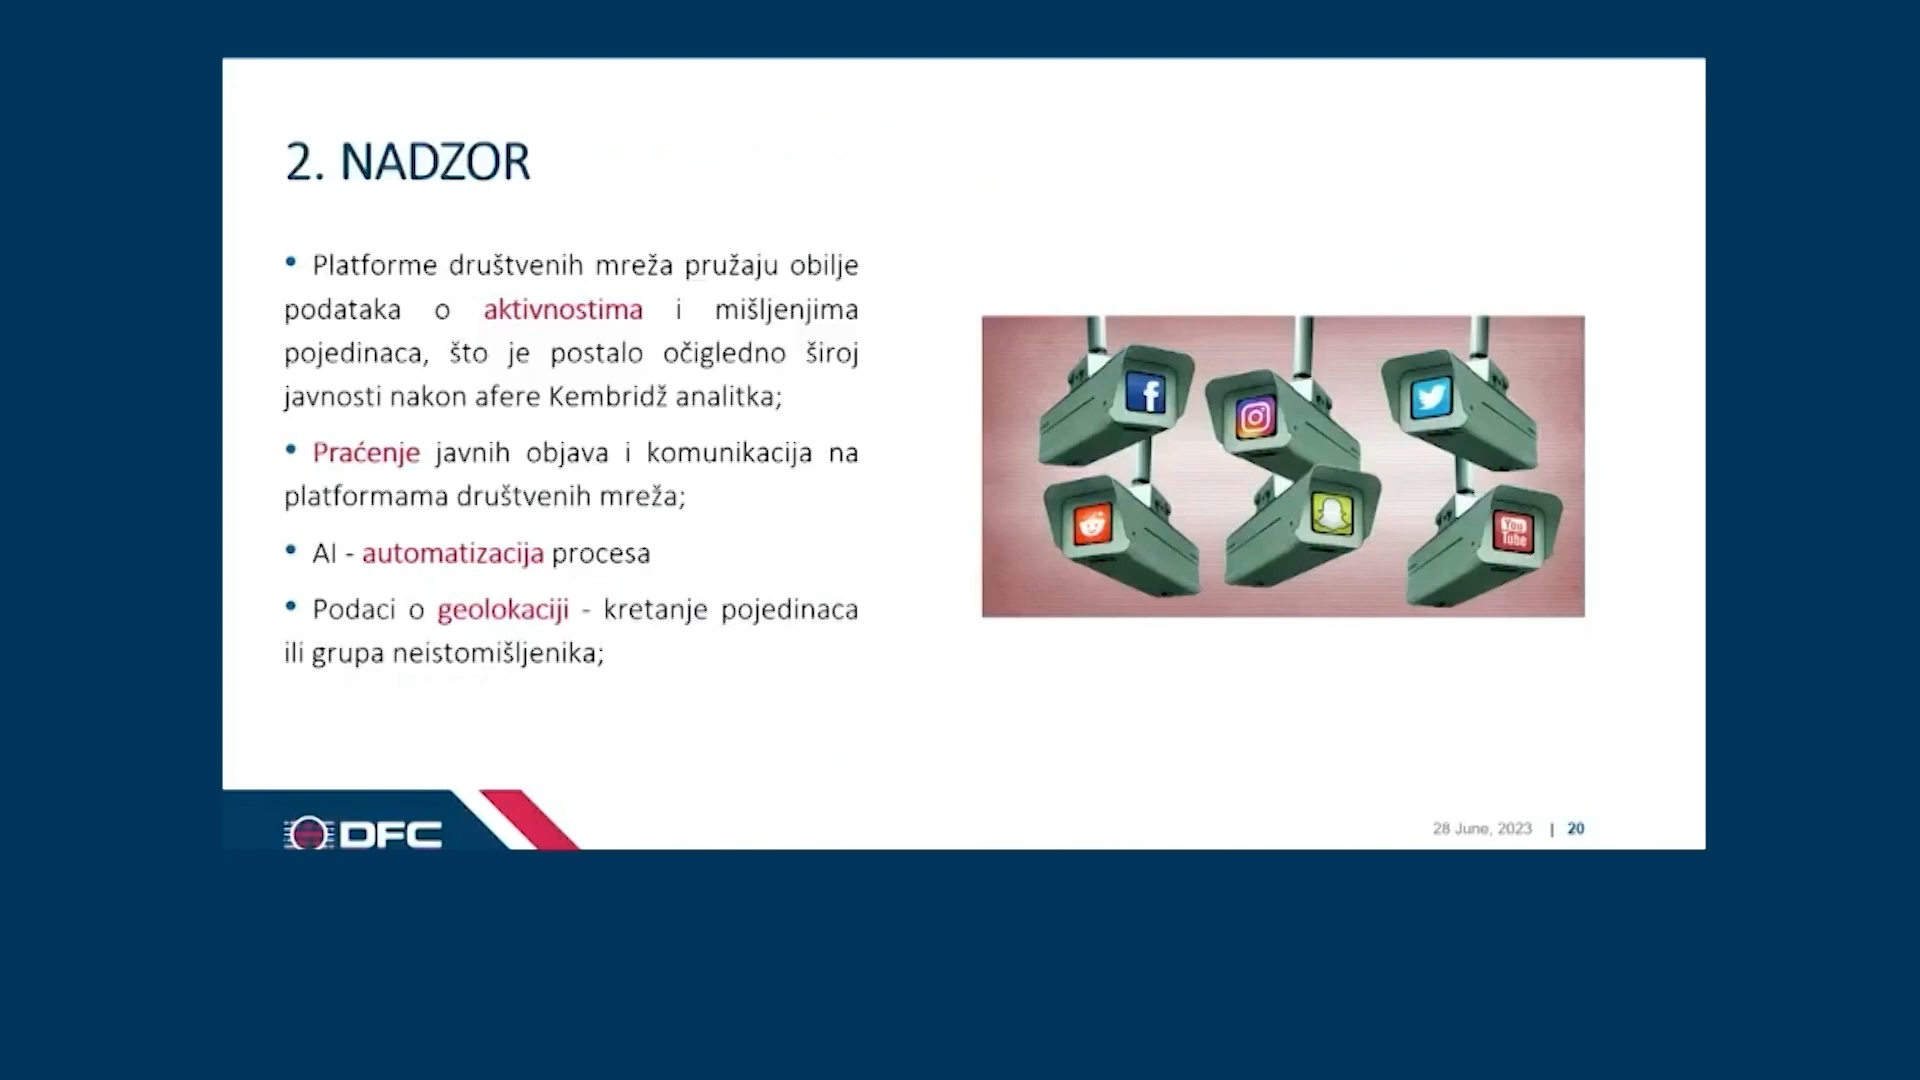 2. NADZOR
• Platforme društvenih mreža pružaju obilje
podataka o aktivnostima i mišljenjima
pojedinaca, što je postalo očigledno široj
javnosti nakon afere Kembridž analitka;
• Praćenje javnih objava i komunikacija na
platformama društvenih mreža;
• AI - automatizacija procesa
• Podaci o geolokaciji - kretanje pojedinaca
ili grupa neistomišljenika;
You
Tube
DFC
28 June, 2023 | 20